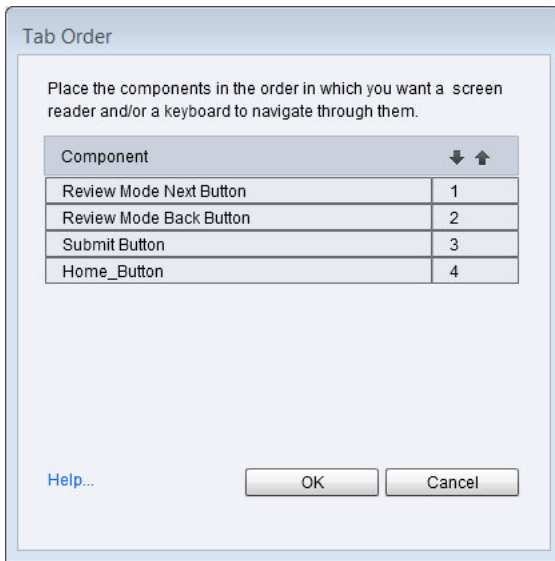 Tab Order
Place the components in the order in which you want a screen
reader and/or a keyboard to navigate through them.
Component
Review Mode Next Button 1
Review Mode Back Button 2
Submit Button 3
Home_Button 4
Help... OK Cancel